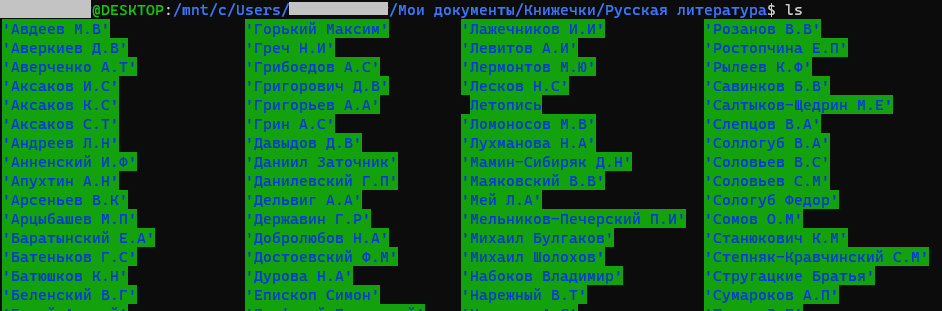 @DESKTOP:/mnt/c/Users/ /Мои документы/Книжечки/Русская литература$ ls
'Авдеев М.В' 'Горький Максим' 'Лажечников И.И' 'Розанов В.В'
'Аверкиев Д.В' 'Греч Н.И' 'Левитов А.И' 'Ростопчина Е.П'
'Аверченко А.Т' 'Грибоедов А.С' 'Лермонтов М.Ю' 'Рылеев К.Ф'
'Аксаков И.С' 'Григорович Д.В' 'Лесков Н.С' 'Савинков Б.В'
'Аксаков К.С' 'Григорьев А.А' Летопись 'Салтыков-Щедрин М.Е'
'Аксаков С.Т' 'Грин А.С' 'Ломоносов М.В' 'Слепцов В.А'
'Андреев Л.Н' 'Давыдов Д.В' 'Лухманова Н.А' 'Соллогуб В.А'
'Анненский И.Ф' 'Даниил Заточник' 'Мамин-Сибиряк Д.Н' 'Соловьев В.С'
'Апухтин А.Н' 'Данилевский Г.П' 'Маяковский В.В' 'Соловьев С.М'
'Арсеньев В.К' 'Дельвиг А.А' 'Мей Л.А' 'Сологуб Федор'
'Арцыбашев М.П' 'Державин Г.Р' 'Мельников-Печерский П.И' 'Сомов О.М'
'Баратынский Е.А' 'Добролюбов Н.А' 'Михаил Булгаков' 'Станюкович К.М'
'Батеньков Г.С' 'Достоевский Ф.М' 'Михаил Шолохов' 'Степняк-Кравчинский С.М'
'Батюшков К.Н' 'Дурова Н.А' 'Набоков Владимир' 'Стругацкие Братья'
'Беленский В.Г' 'Епископ Симон' 'Нарежный В.Т' 'Сумароков А.П'